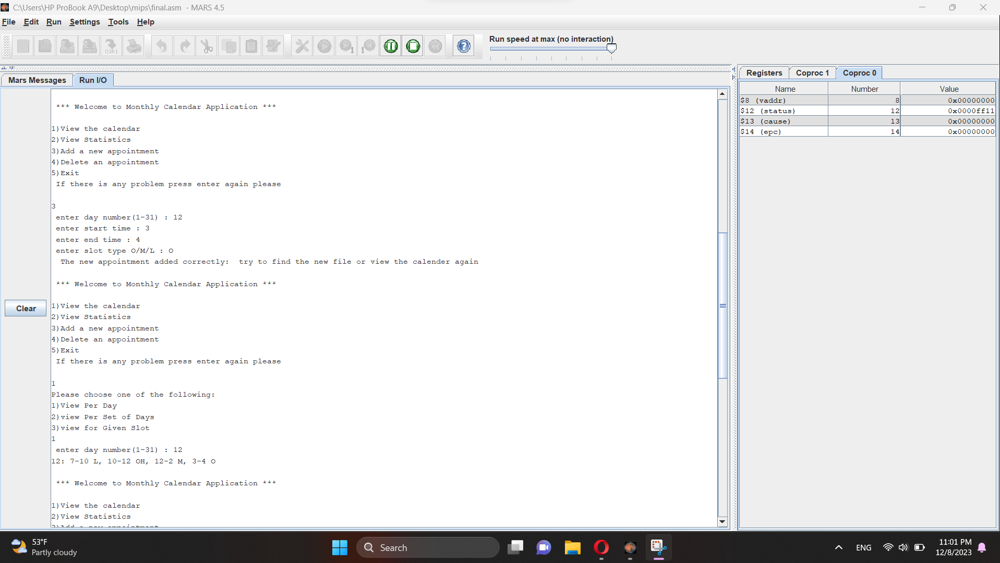 C:\Users\HP ProBook A9\Desktop\mips\final.asm - MARS 4.5
File Edit Run Settings Tools Help
Run speed at max (no interaction)
Mars Messages Run I/O
*** Welcome to Monthly Calendar Application ***
1)View the calendar
2)View Statistics
3)Add a new appointment
4)Delete an appointment
5)Exit
If there is any problem press enter again please
3
enter day number(1-31) : 12
enter start time : 3
enter end time : 4
enter slot type O/M/L : O
The new appointment added correctly:  try to find the new file or view the calender again
*** Welcome to Monthly Calendar Application ***
1)View the calendar
2)View Statistics
3)Add a new appointment
4)Delete an appointment
5)Exit
If there is any problem press enter again please
1
Please choose one of the following:
1)View Per Day
2)view Per Set of Days
3)view for Given Slot
1
enter day number(1-31) : 12
12: 7-10 L, 10-12 OH, 12-2 M, 3-4 O
*** Welcome to Monthly Calendar Application ***
1)View the calendar
2)View Statistics
3)Add a new appointment
Clear
Registers Coproc 1 Coproc 0
Name Number Value
$8 (vaddr) 8 0x00000000
$12 (status) 12 0x0000ff11
$13 (cause) 13 0x00000000
$14 (epc) 14 0x00000000
53°F
Partly cloudy
Search
ENG
11:01 PM
12/8/2023